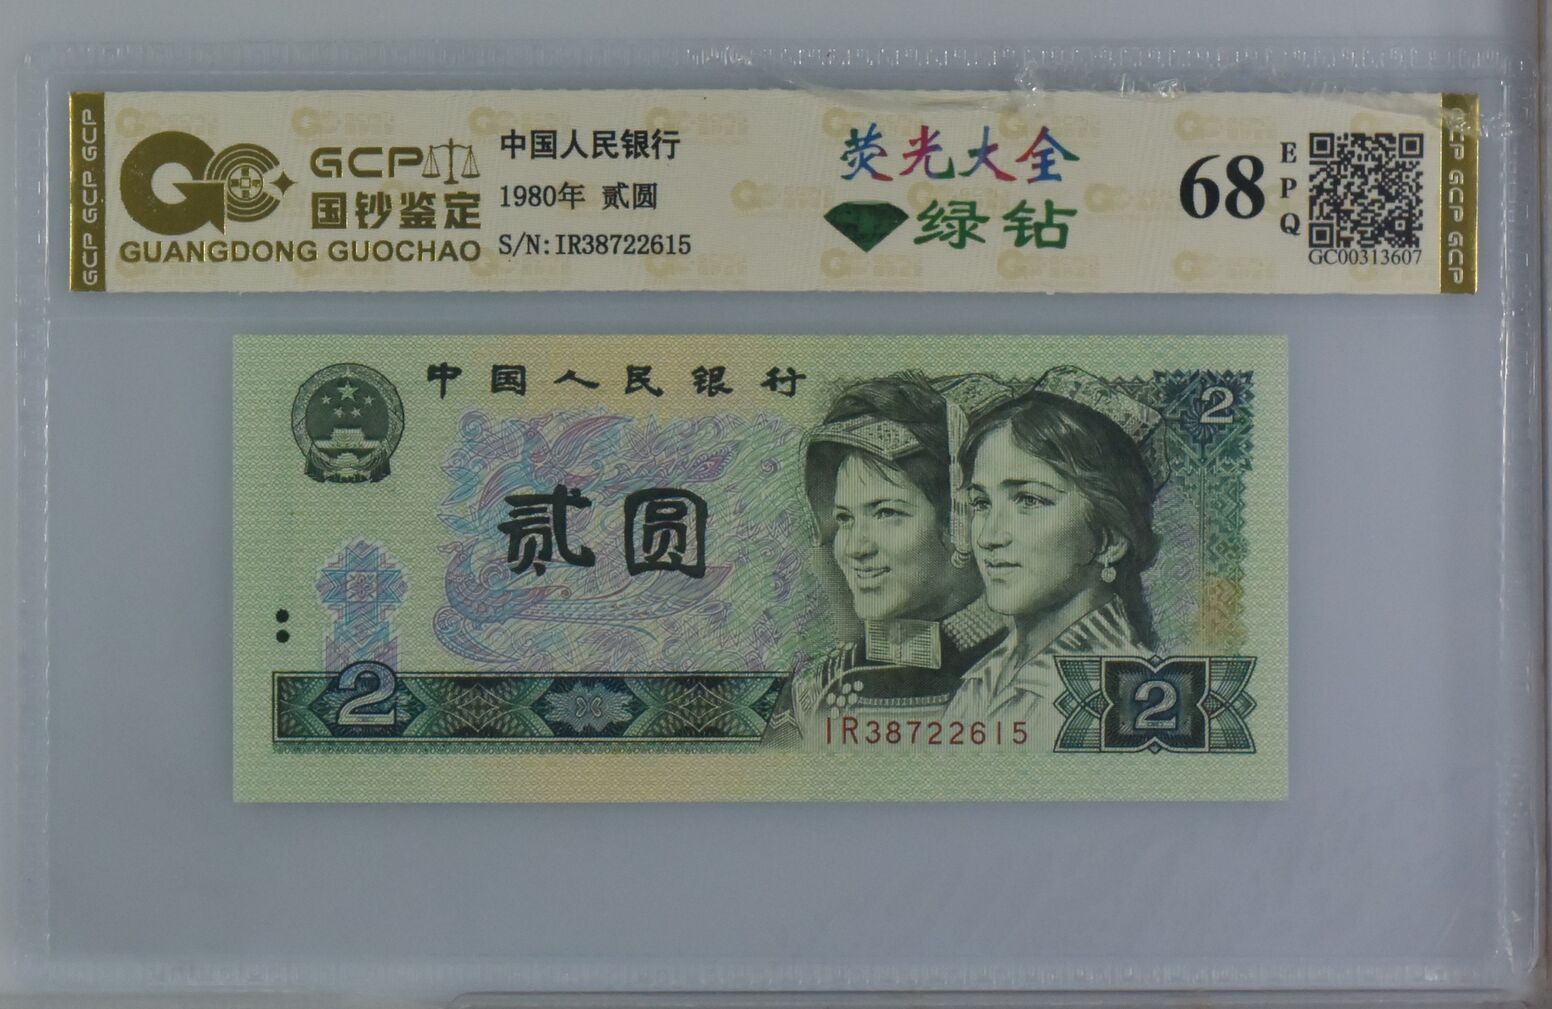 GCP GCP GCP
GCP
国钞鉴定
GUANGDONG GUOCHAO
中国人民银行
1980年 贰圆
S/N:IR38722615
荧光大全
绿钻
68
EPQ
GC00313607
GCP GCP GCP
中国人民银行
2
贰圆
2
IR38722615
2